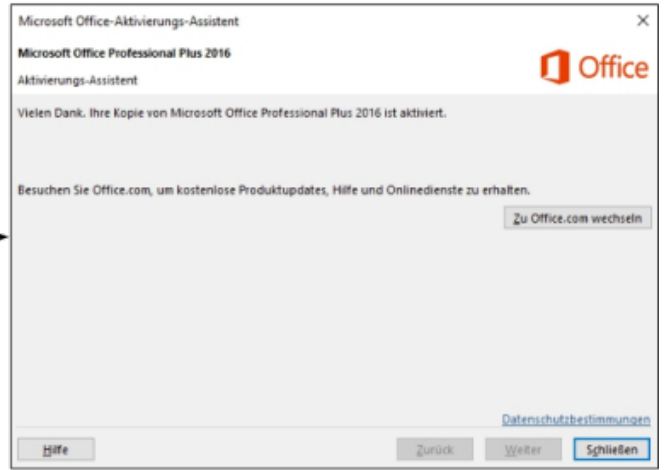 Microsoft Office-Aktivierungs-Assistent
Microsoft Office Professional Plus 2016
Office
Aktivierungs-Assistent
Vielen Dank. Ihre Kopie von Microsoft Office Professional Plus 2016 ist aktiviert.
Besuchen Sie Office.com, um kostenlose Produktupdates, Hilfe und Onlinedienste zu erhalten.
Zu Office.com wechseln
Datenschutzbestimmungen
Hilfe Zurück Weiter Schließen